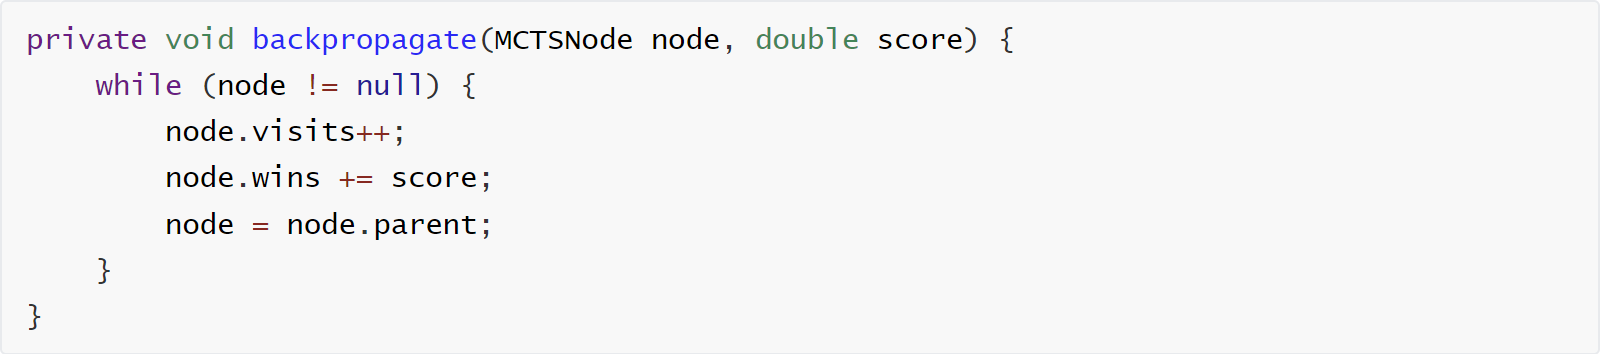 private void backpropagate(MCTSNode node, double score) {
    while (node != null) {
        node.visits++;
        node.wins += score;
        node = node.parent;
    }
}